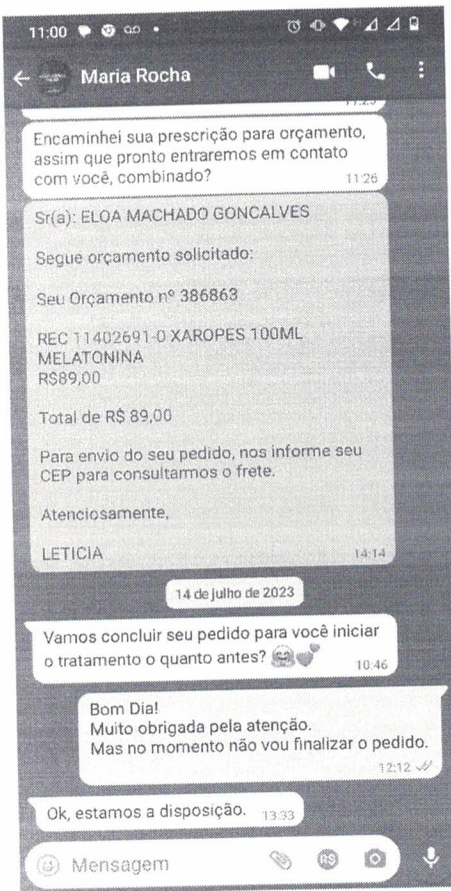 11:00
Maria Rocha
Encaminhei sua prescrição para orçamento,
assim que pronto entraremos em contato
com você, combinado?
11:26
Sr(a): ELOA MACHADO GONCALVES
Segue orçamento solicitado:
Seu Orçamento nº 386863
REC 11402691-0 XAROPES 100ML
MELATONINA
R$89,00
Total de R$ 89,00
Para envio do seu pedido, nos informe seu
CEP para consultarmos o frete.
Atenciosamente,
LETICIA
14:14
14 de julho de 2023
Vamos concluir seu pedido para você iniciar
o tratamento o quanto antes? 🤗💕
10:46
Bom Dia!
Muito obrigada pela atenção.
Mas no momento não vou finalizar o pedido.
12:12
Ok, estamos a disposição.
13:33
Mensagem
R$